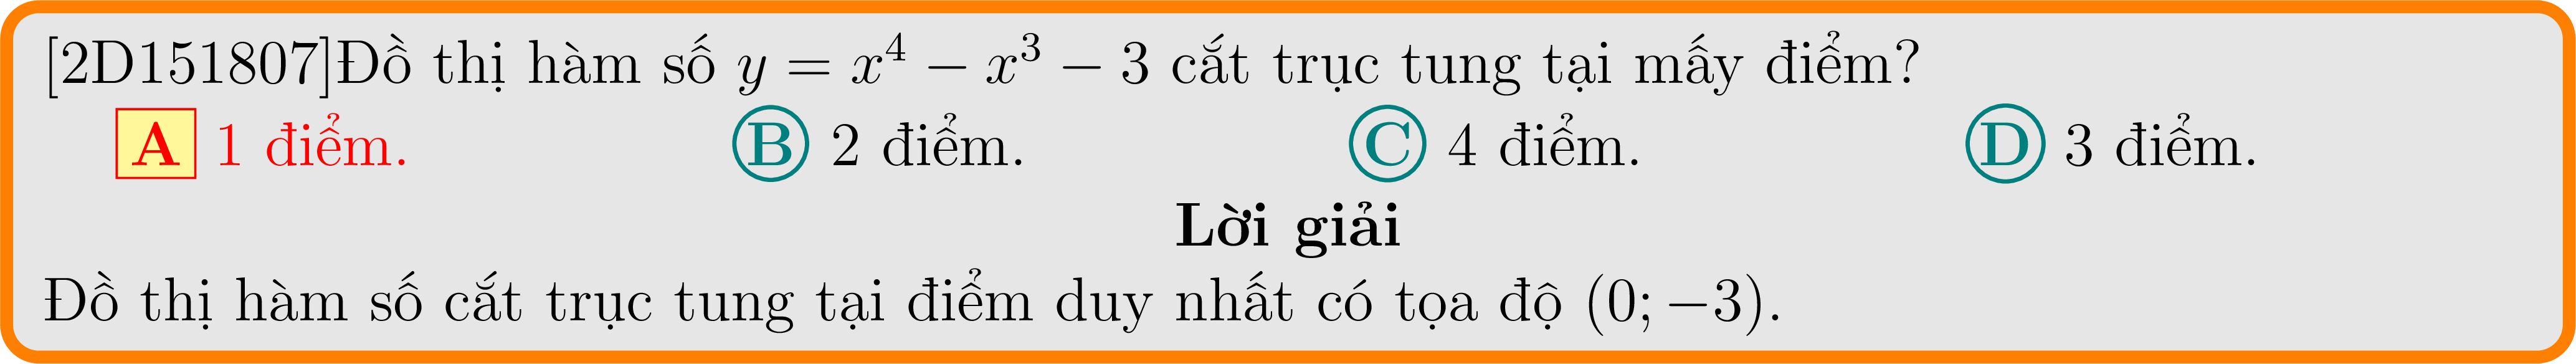 [2D151807]Đồ thị hàm số y = x⁴ − x³ − 3 cắt trục tung tại mấy điểm?
A 1 điểm. B 2 điểm. C 4 điểm. D 3 điểm.
Lời giải
Đồ thị hàm số cắt trục tung tại điểm duy nhất có tọa độ (0; −3).